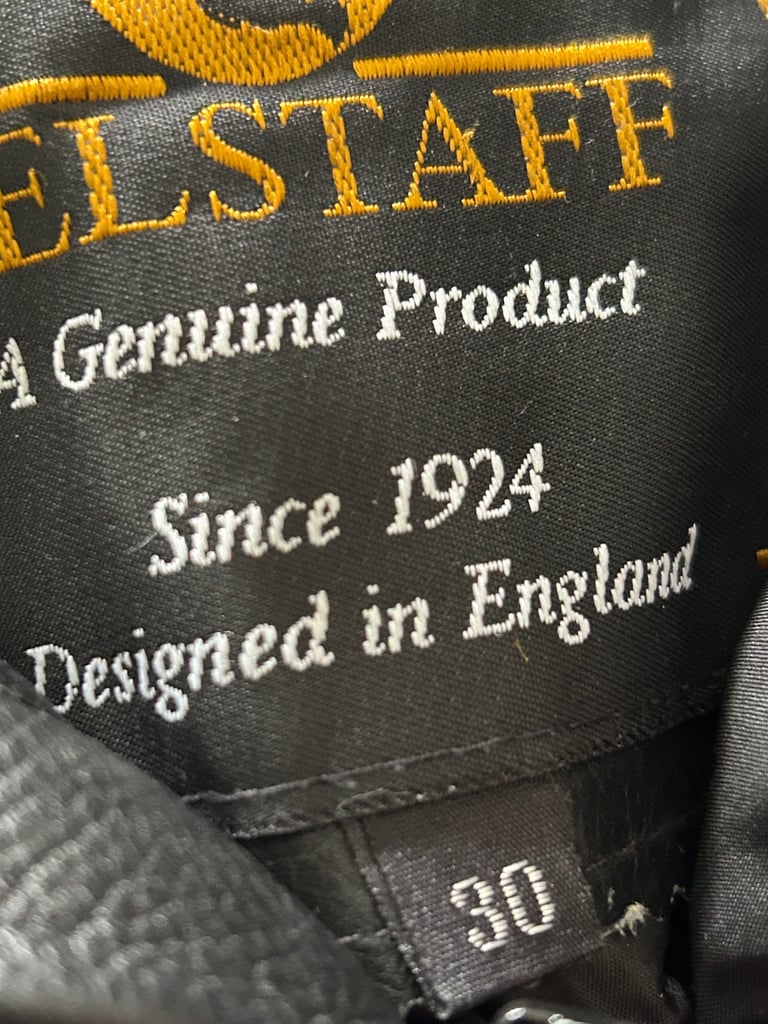 ELSTAFF
A Genuine Product
Since 1924
Designed in England
30